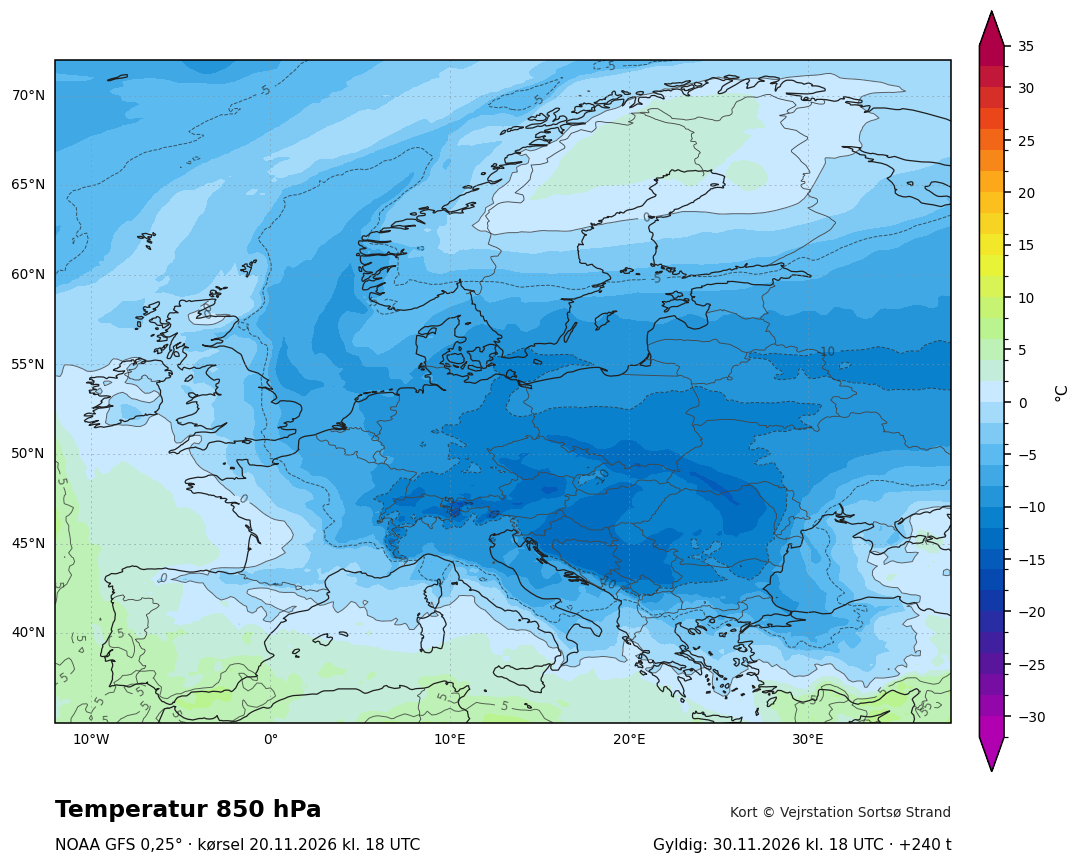 70°N
65°N
60°N
55°N
50°N
45°N
40°N
10°W
0°
10°E
20°E
30°E
35
30
25
20
15
10
5
0
−5
−10
−15
−20
−25
−30
°C
Temperatur 850 hPa
Kort © Vejrstation Sortsø Strand
NOAA GFS 0,25° · kørsel 20.11.2026 kl. 18 UTC
Gyldig: 30.11.2026 kl. 18 UTC · +240 t